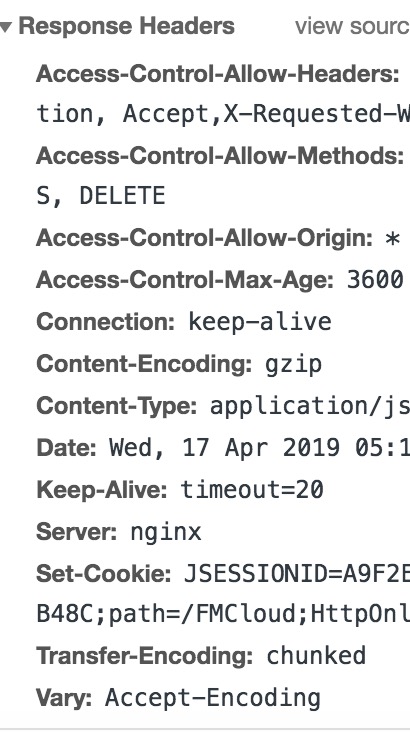 Response Headers view sourc
Access-Control-Allow-Headers:
tion, Accept,X-Requested-W
Access-Control-Allow-Methods:
S, DELETE
Access-Control-Allow-Origin: *
Access-Control-Max-Age: 3600
Connection: keep-alive
Content-Encoding: gzip
Content-Type: application/js
Date: Wed, 17 Apr 2019 05:1
Keep-Alive: timeout=20
Server: nginx
Set-Cookie: JSESSIONID=A9F2E
B48C;path=/FMCloud;HttpOnl
Transfer-Encoding: chunked
Vary: Accept-Encoding